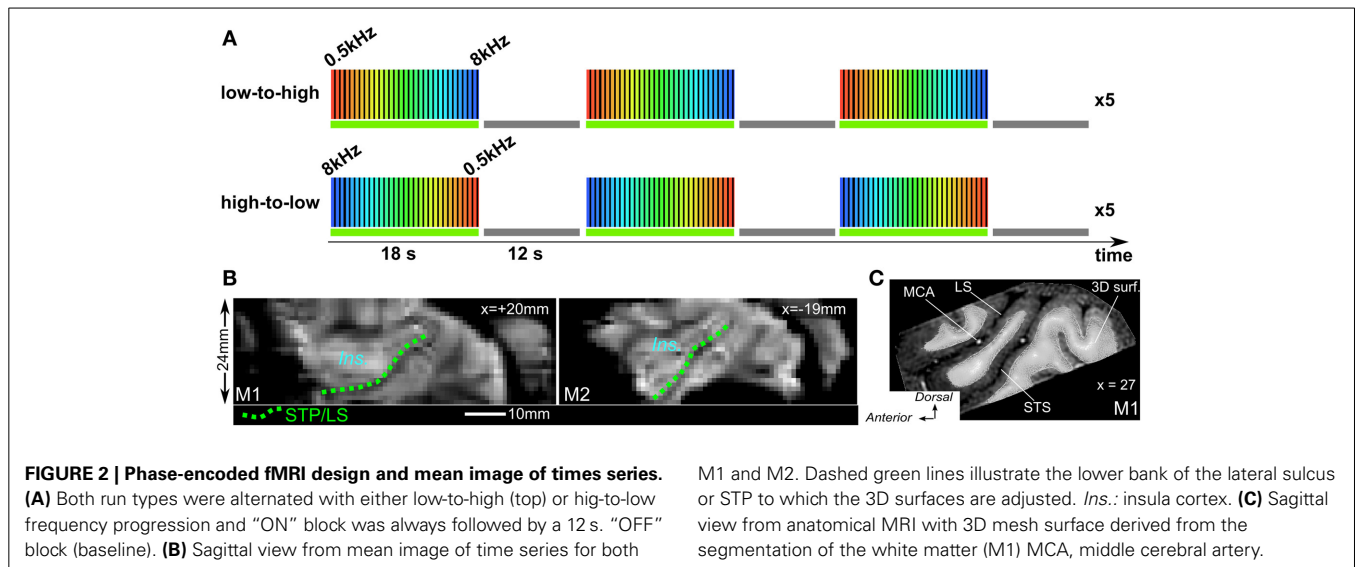 A
0.5kHz
8kHz
low-to-high
x5
8kHz
0.5kHz
high-to-low
x5
18 s
12 s
time
B
24mm
x=+20mm
Ins.
M1
x=-19mm
Ins.
M2
STP/LS
10mm
C
MCA
LS
3D surf.
STS
x = 27
M1
Dorsal
Anterior
FIGURE 2 | Phase-encoded fMRI design and mean image of times series.
(A) Both run types were alternated with either low-to-high (top) or hig-to-low
frequency progression and “ON” block was always followed by a 12 s. “OFF”
block (baseline). (B) Sagittal view from mean image of time series for both
M1 and M2. Dashed green lines illustrate the lower bank of the lateral sulcus
or STP to which the 3D surfaces are adjusted. Ins.: insula cortex. (C) Sagittal
view from anatomical MRI with 3D mesh surface derived from the
segmentation of the white matter (M1) MCA, middle cerebral artery.